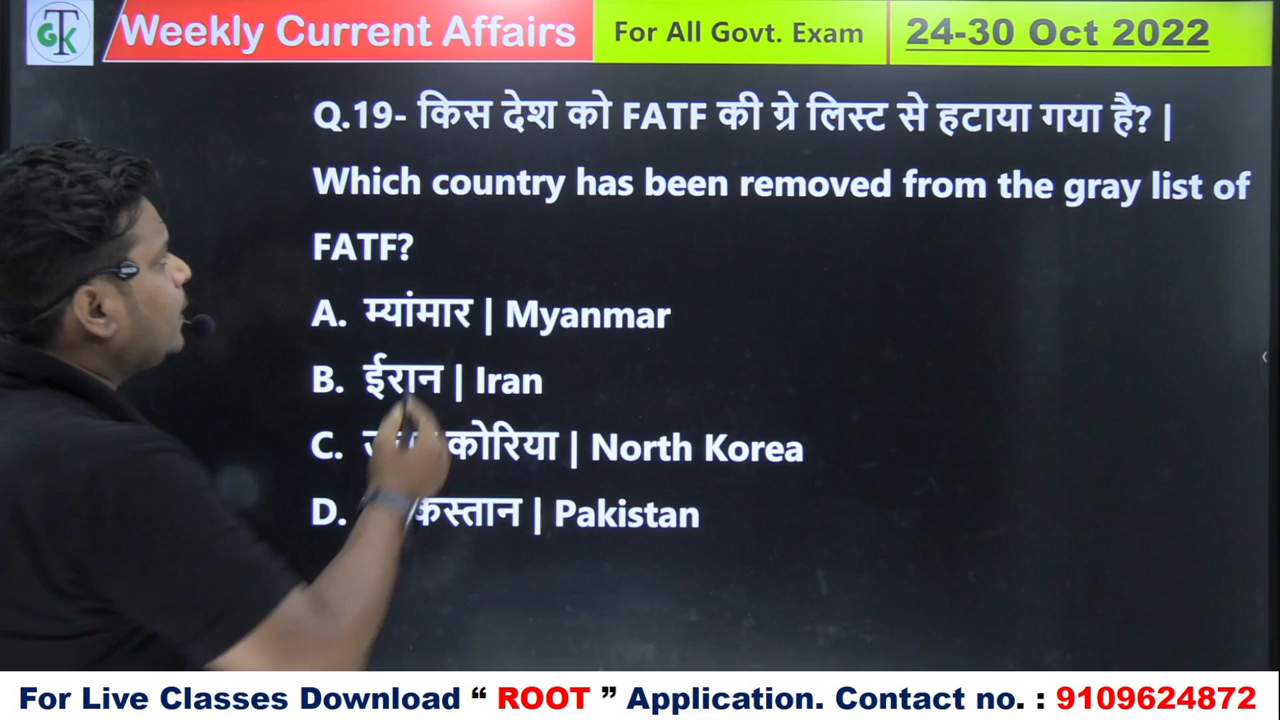 GTK
Weekly Current Affairs
For All Govt. Exam
24-30 Oct 2022
Q.19- किस देश को FATF की ग्रे लिस्ट से हटाया गया है? |
Which country has been removed from the gray list of
FATF?
A. म्यांमार | Myanmar
B. ईरान | Iran
C. कोरिया | North Korea
D. | Pakistan
For Live Classes Download “ ROOT ” Application. Contact no. : 9109624872